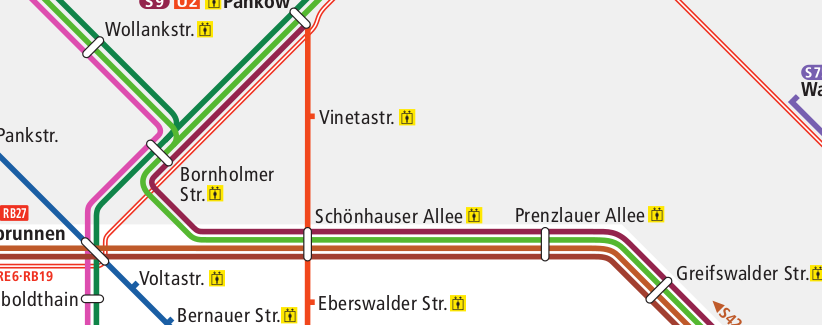 S9 U2 Pankow
Wollankstr.
S7
Wa
Vinetastr.
Pankstr.
Bornholmer
Str.
RB27
Schönhauser Allee
Prenzlauer Allee
brunnen
RE6·RB19
Voltastr.
Greifswalder Str.
boldthain
Bernauer Str.
Eberswalder Str.
S42